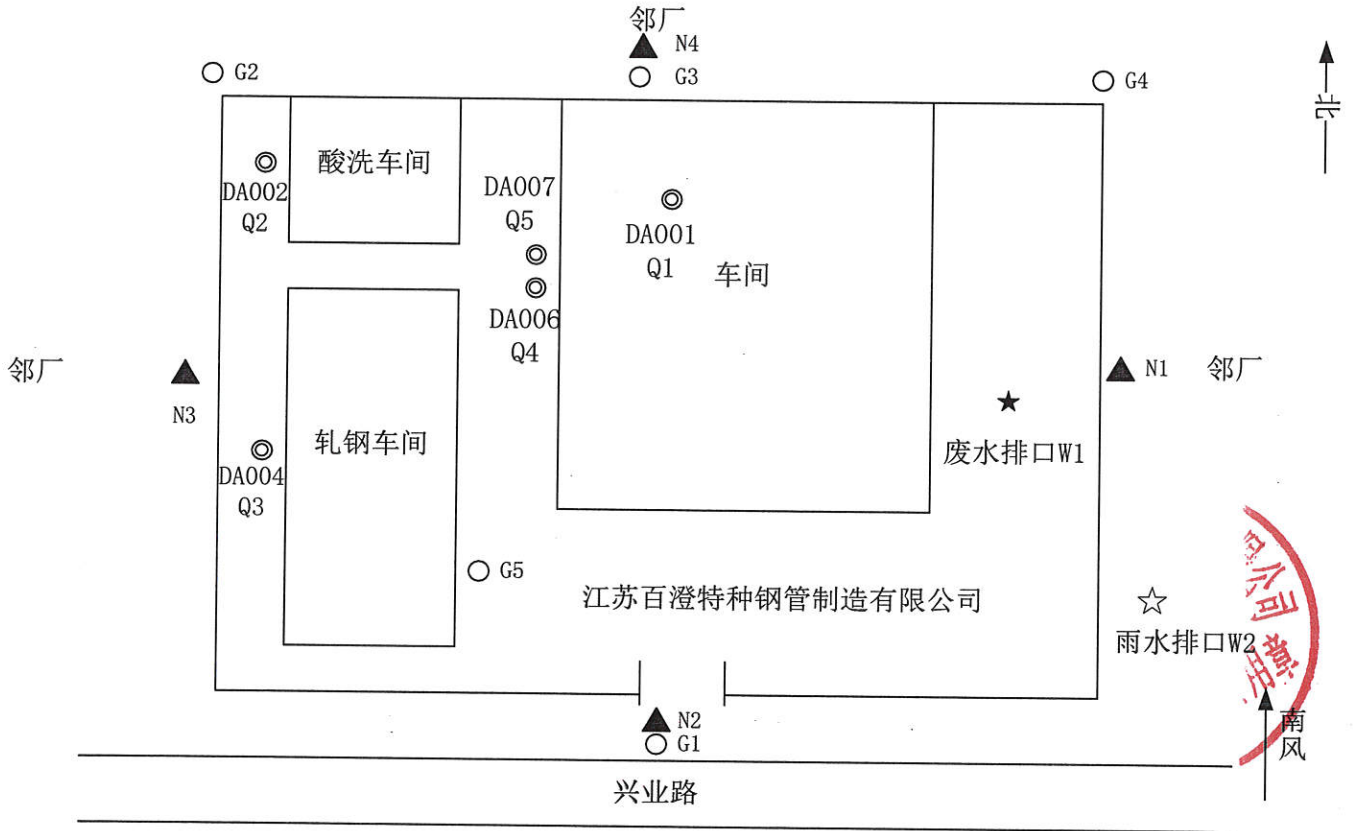 邻厂
N4
G2
G3
G4
北
酸洗车间
DA002
Q2
DA007
Q5
DA001
Q1
车间
DA006
Q4
邻厂
N3
N1
邻厂
轧钢车间
废水排口W1
DA004
Q3
G5
江苏百澄特种钢管制造有限公司
雨水排口W2
公司
N2
G1
南风
兴业路